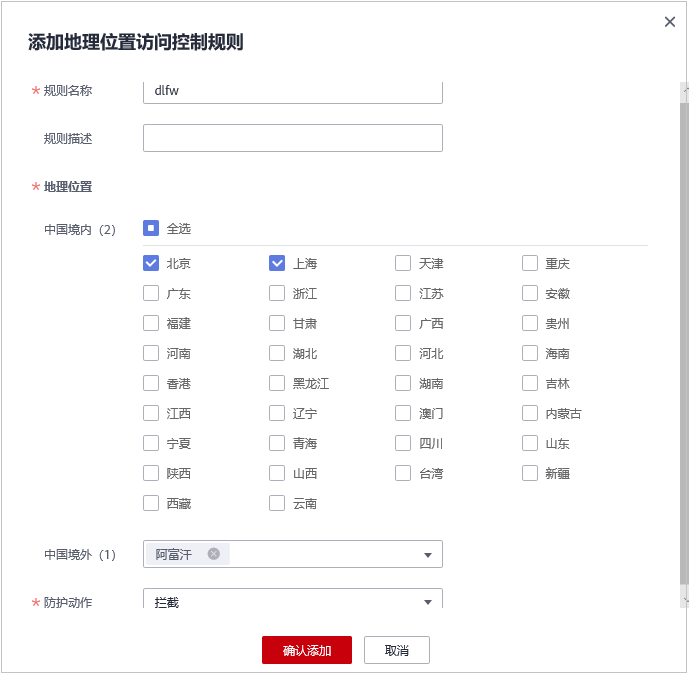 添加地理位置访问控制规则
* 规则名称 dlfw
规则描述
* 地理位置
中国境内（2） 全选
北京 上海 天津 重庆
广东 浙江 江苏 安徽
福建 甘肃 广西 贵州
河南 湖北 河北 海南
香港 黑龙江 湖南 吉林
江西 辽宁 澳门 内蒙古
宁夏 青海 四川 山东
陕西 山西 台湾 新疆
西藏 云南
中国境外（1） 阿富汗
* 防护动作 拦截
确认添加 取消